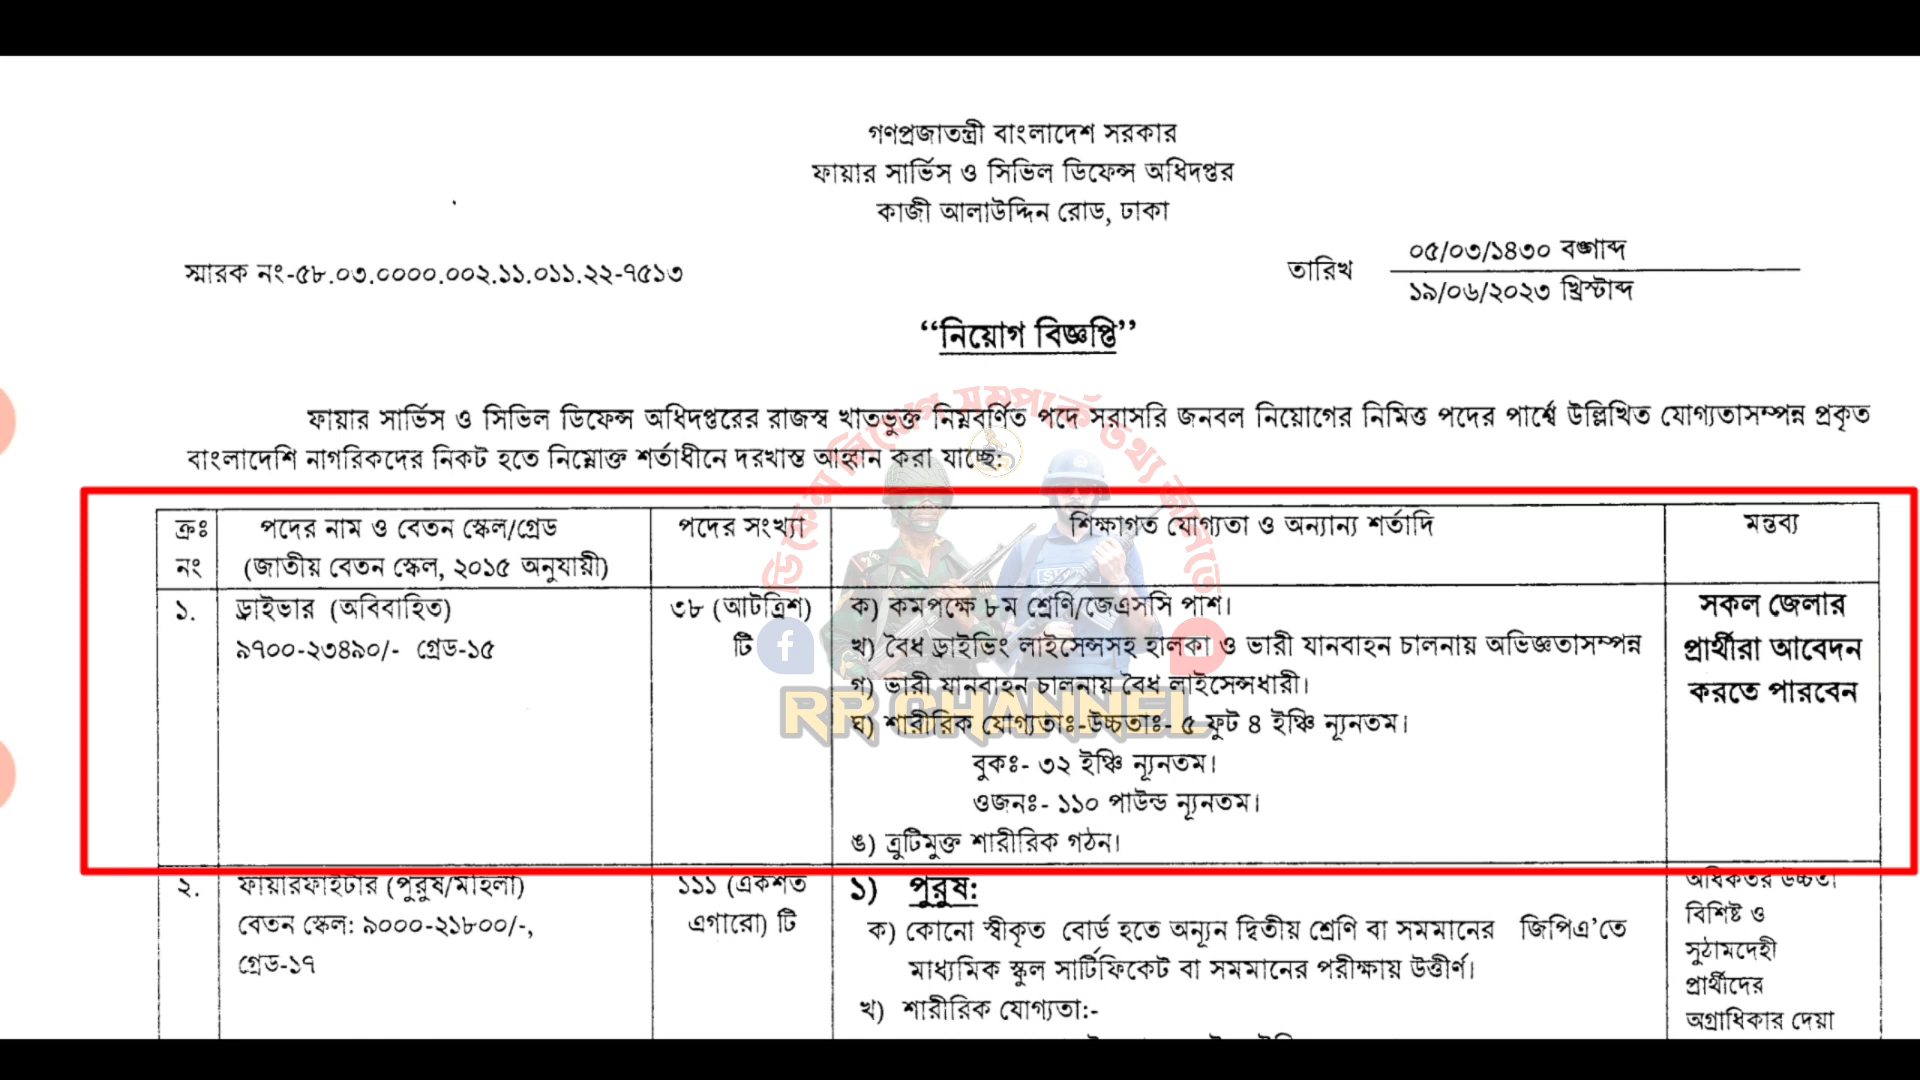 গণপ্রজাতন্ত্রী বাংলাদেশ সরকার
ফায়ার সার্ভিস ও সিভিল ডিফেন্স অধিদপ্তর
কাজী আলাউদ্দিন রোড, ঢাকা
স্মারক নং-৫৮.০৩.০০০০.০০২.১১.০১১.২২-৭৫১৩
তারিখ
০৫/০৩/১৪৩০ বঙ্গাব্দ
১৯/০৬/২০২৩ খ্রিস্টাব্দ
“নিয়োগ বিজ্ঞপ্তি”
ফায়ার সার্ভিস ও সিভিল ডিফেন্স অধিদপ্তরের রাজস্ব খাতভুক্ত নিম্নবর্ণিত পদে সরাসরি জনবল নিয়োগের নিমিত্ত পদের পার্শ্বে উল্লিখিত যোগ্যতাসম্পন্ন প্রকৃত
বাংলাদেশি নাগরিকদের নিকট হতে নিম্নোক্ত শর্তাধীনে দরখাস্ত আহ্বান করা যাচ্ছে:
ক্রঃ নং
পদের নাম ও বেতন স্কেল/গ্রেড
(জাতীয় বেতন স্কেল, ২০১৫ অনুযায়ী)
পদের সংখ্যা
শিক্ষাগত যোগ্যতা ও অন্যান্য শর্তাদি
মন্তব্য
১.
ড্রাইভার (অবিবাহিত)
৯৭০০-২৩৪৯০/- গ্রেড-১৫
৩৮ (আটত্রিশ)
টি
ক) কমপক্ষে ৮ম শ্রেণি/জেএসসি পাশ।
খ) বৈধ ড্রাইভিং লাইসেন্সসহ হালকা ও ভারী যানবাহন চালনায় অভিজ্ঞতাসম্পন্ন
গ) ভারী যানবাহন চালনায় বৈধ লাইসেন্সধারী।
ঘ) শারীরিক যোগ্যতাঃ-উচ্চতাঃ- ৫ ফুট ৪ ইঞ্চি ন্যূনতম।
বুকঃ- ৩২ ইঞ্চি ন্যূনতম।
ওজনঃ- ১১০ পাউন্ড ন্যূনতম।
ঙ) ত্রুটিমুক্ত শারীরিক গঠন।
সকল জেলার
প্রার্থীরা আবেদন
করতে পারবেন
২.
ফায়ারফাইটার (পুরুষ/মহিলা)
বেতন স্কেল: ৯০০০-২১৮০০/-,
গ্রেড-১৭
১১১ (একশত
এগারো) টি
১) পুরুষ:
ক) কোনো স্বীকৃত বোর্ড হতে অন্যূন দ্বিতীয় শ্রেণি বা সমমানের জিপিএ’তে
মাধ্যমিক স্কুল সার্টিফিকেট বা সমমানের পরীক্ষায় উত্তীর্ণ।
খ) শারীরিক যোগ্যতা:-
অধিকতর উচ্চতা
বিশিষ্ট ও
সুঠামদেহী
প্রার্থীদের
অগ্রাধিকার দেয়া
RR CHANNEL